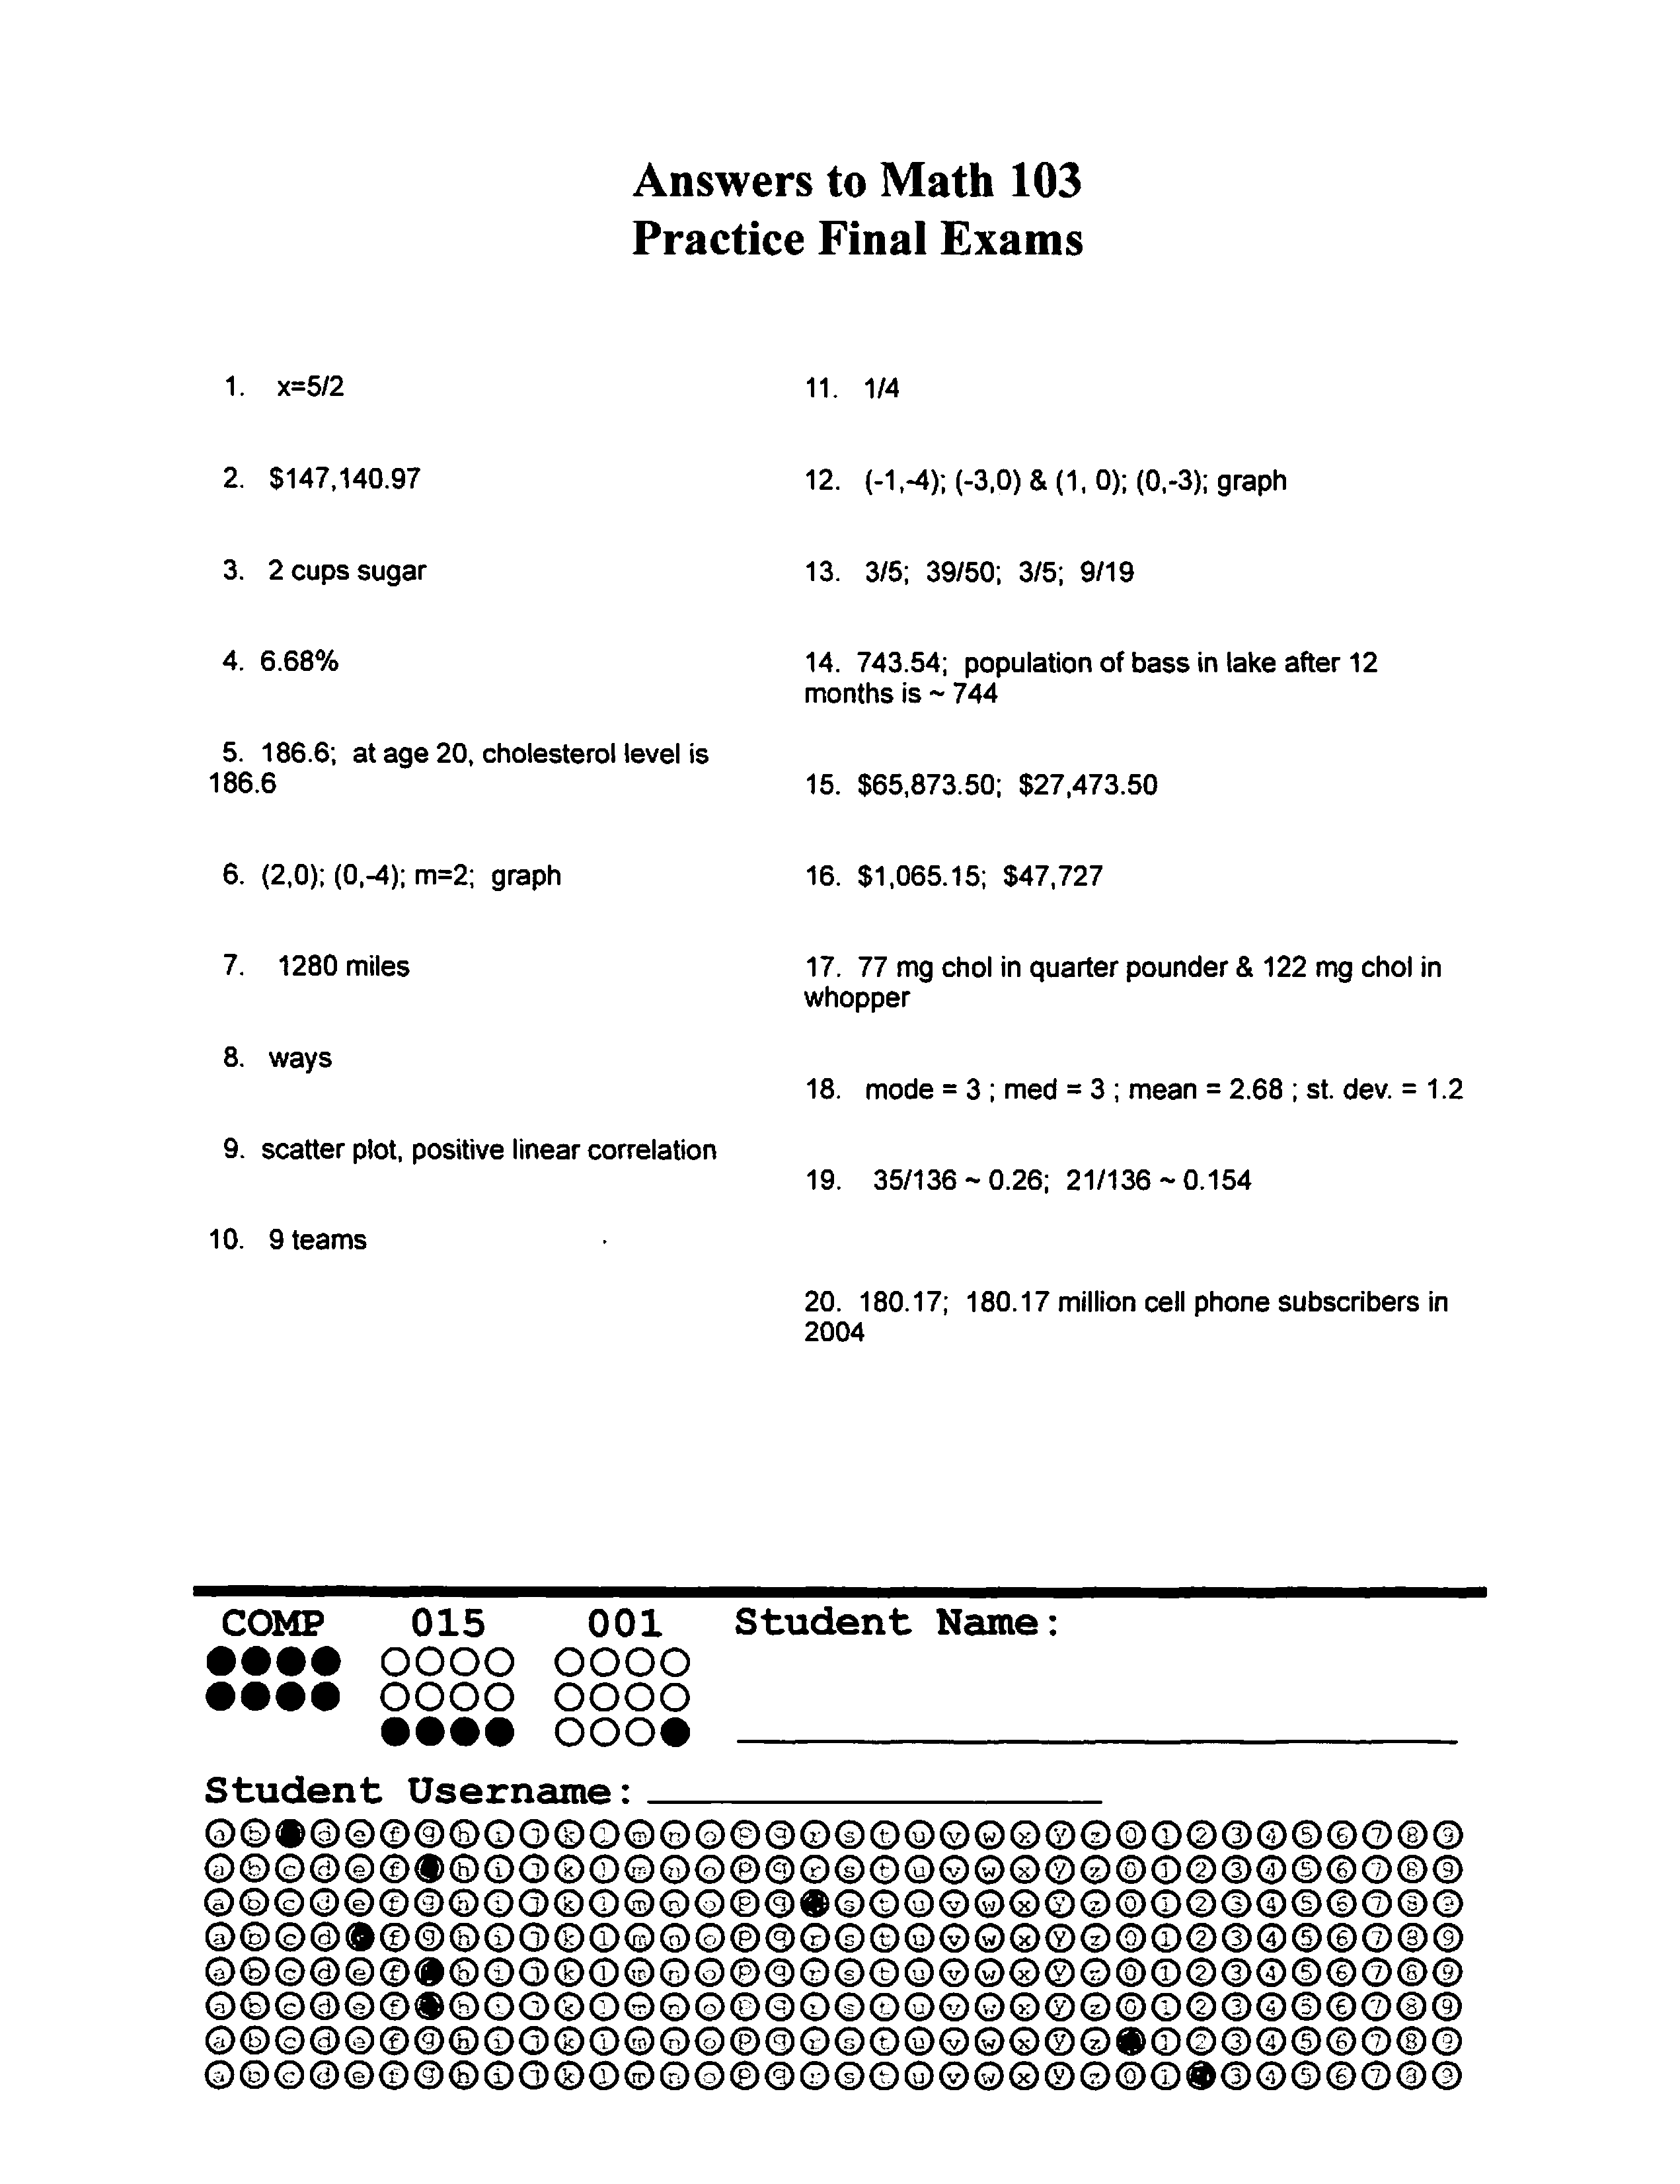 Answers to Math 103
Practice Final Exams
1. x=5/2
2. $147,140.97
3. 2 cups sugar
4. 6.68%
5. 186.6; at age 20, cholesterol level is
186.6
6. (2,0); (0,-4); m=2; graph
7. 1280 miles
8. ways
9. scatter plot, positive linear correlation
10. 9 teams
11. 1/4
12. (-1,-4); (-3,0) & (1, 0); (0,-3); graph
13. 3/5; 39/50; 3/5; 9/19
14. 743.54; population of bass in lake after 12
months is ~ 744
15. $65,873.50; $27,473.50
16. $1,065.15; $47,727
17. 77 mg chol in quarter pounder & 122 mg chol in
whopper
18. mode = 3 ; med = 3 ; mean = 2.68 ; st. dev. = 1.2
19. 35/136 ~ 0.26; 21/136 ~ 0.154
20. 180.17; 180.17 million cell phone subscribers in
2004
COMP 015 001 Student Name:
Student Username:
a b d e f g h i j k l m n o p q r s t u v w x y z 0 1 2 3 4 5 6 7 8 9
a b c d e f h i j k l m n o p q r s t u v w x y z 0 1 2 3 4 5 6 7 8 9
a b c d e f g h i j k l m n o p q s t u v w x y z 0 1 2 3 4 5 6 7 8 9
a b c d f g h i j k l m n o p q r s t u v w x y z 0 1 2 3 4 5 6 7 8 9
a b c d e f h i j k l m n o p q r s t u v w x y z 0 1 2 3 4 5 6 7 8 9
a b c d e f h i j k l m n o p q r s t u v w x y z 0 1 2 3 4 5 6 7 8 9
a b c d e f g h i j k l m n o p q r s t u v w x y z 1 2 3 4 5 6 7 8 9
a b c d e f g h i j k l m n o p q r s t u v w x y z 0 1 3 4 5 6 7 8 9